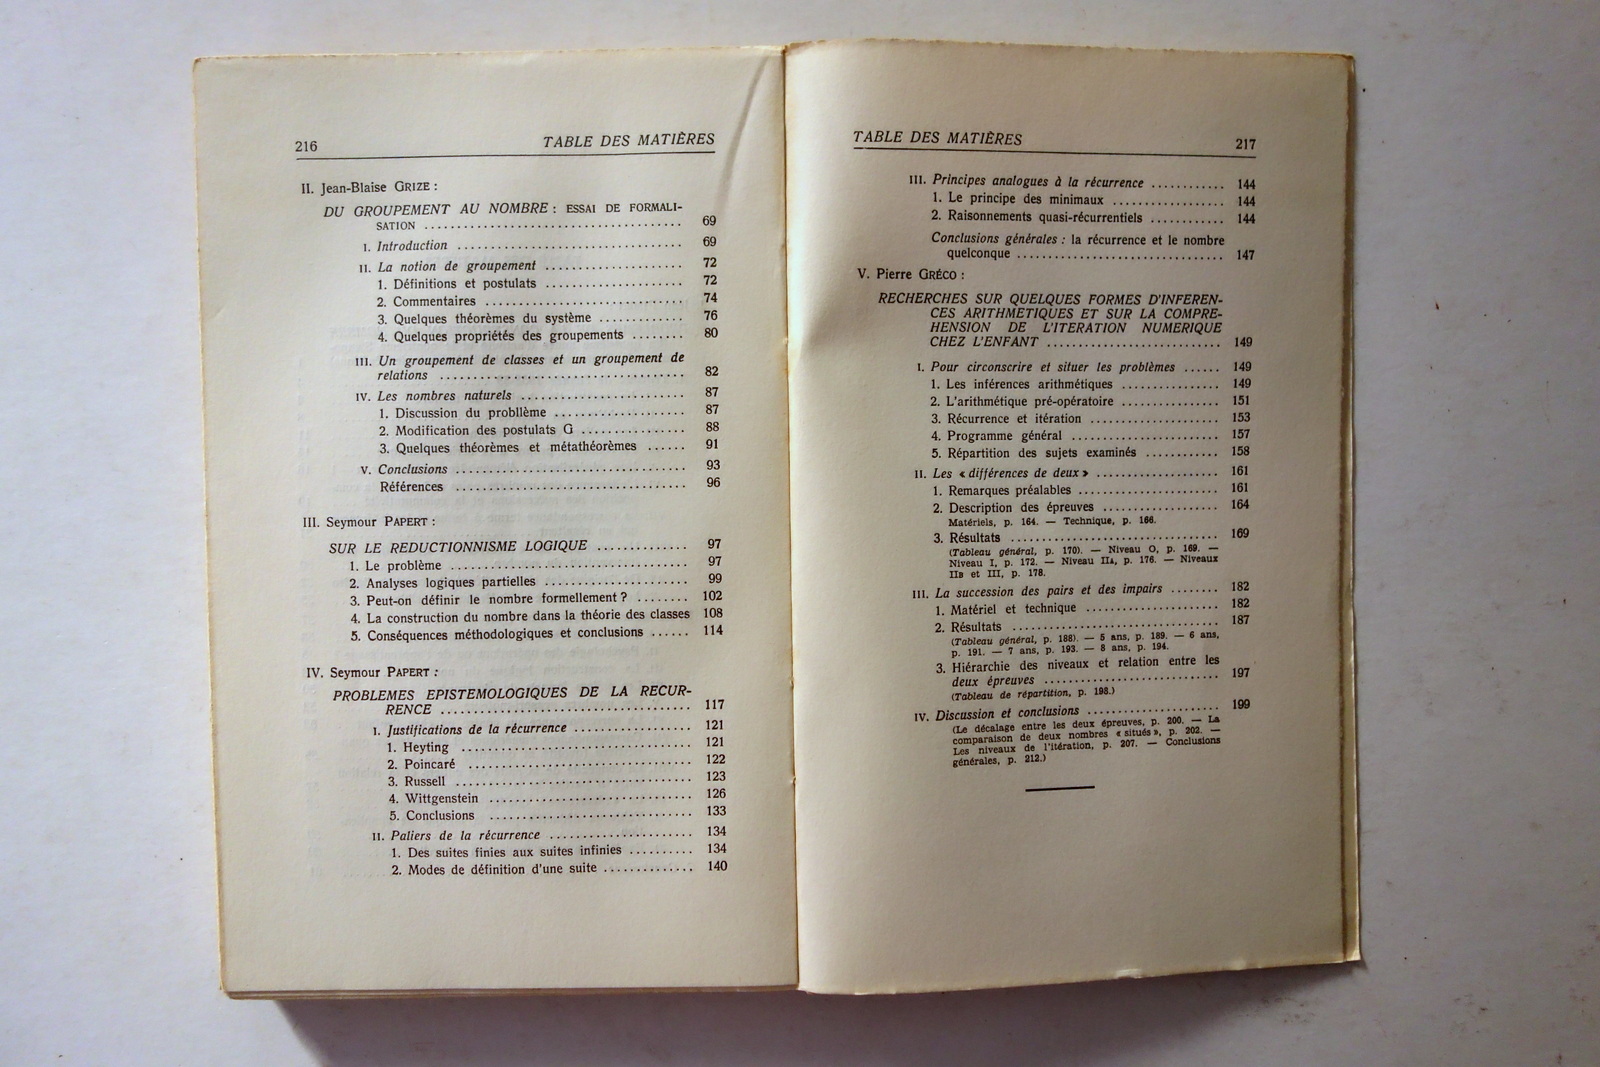 216 TABLE DES MATIÈRES
II. Jean-Blaise GRIZE :
DU GROUPEMENT AU NOMBRE : ESSAI DE FORMALI-
SATION .................................... 69
I. Introduction ................................ 69
II. La notion de groupement .................... 72
1. Définitions et postulats .................... 72
2. Commentaires ............................ 74
3. Quelques théorèmes du système ............ 76
4. Quelques propriétés des groupements ........ 80
III. Un groupement de classes et un groupement de
relations .................................. 82
IV. Les nombres naturels ........................ 87
1. Discussion du probllème ................... 87
2. Modification des postulats G ............... 88
3. Quelques théorèmes et métathéorèmes ...... 91
V. Conclusions ................................. 93
Références ................................. 96
III. Seymour PAPERT :
SUR LE REDUCTIONNISME LOGIQUE .............. 97
1. Le problème .................................. 97
2. Analyses logiques partielles ..................... 99
3. Peut-on définir le nombre formellement ? ........ 102
4. La construction du nombre dans la théorie des classes 108
5. Conséquences méthodologiques et conclusions ...... 114
IV. Seymour PAPERT :
PROBLEMES EPISTEMOLOGIQUES DE LA RECUR-
RENCE .................................... 117
I. Justifications de la récurrence ................. 121
1. Heyting ................................. 121
2. Poincaré ................................ 122
3. Russell .................................. 123
4. Wittgenstein ............................. 126
5. Conclusions ............................. 133
II. Paliers de la récurrence ..................... 134
1. Des suites finies aux suites infinies .......... 134
2. Modes de définition d'une suite ............. 140
TABLE DES MATIÈRES 217
III. Principes analogues à la récurrence ............ 144
1. Le principe des minimaux ................. 144
2. Raisonnements quasi-récurrentiels ........... 144
Conclusions générales : la récurrence et le nombre
quelconque ................................ 147
V. Pierre GRÉCO :
RECHERCHES SUR QUELQUES FORMES D'INFEREN-
CES ARITHMETIQUES ET SUR LA COMPRE-
HENSION DE L'ITERATION NUMERIQUE
CHEZ L'ENFANT .......................... 149
I. Pour circonscrire et situer les problèmes ...... 149
1. Les inférences arithmétiques ................ 149
2. L'arithmétique pré-opératoire ................ 151
3. Récurrence et itération .................... 153
4. Programme général ....................... 157
5. Répartition des sujets examinés ............ 158
II. Les « différences de deux » ................... 161
1. Remarques préalables ..................... 161
2. Description des épreuves .................. 164
Matériels, p. 164. — Technique, p. 166.
3. Résultats ................................ 169
(Tableau général, p. 170). — Niveau O, p. 169. —
Niveau I, p. 172. — Niveau IIA, p. 176. — Niveaux
IIB et III, p. 178.
III. La succession des pairs et des impairs ........ 182
1. Matériel et technique ..................... 182
2. Résultats ................................ 187
(Tableau général, p. 188). — 5 ans, p. 189. — 6 ans,
p. 191. — 7 ans, p. 193. — 8 ans, p. 194.
3. Hiérarchie des niveaux et relation entre les
deux épreuves ........................... 197
(Tableau de répartition, p. 198.)
IV. Discussion et conclusions .................... 199
(Le décalage entre les deux épreuves, p. 200. — La
comparaison de deux nombres « situés », p. 202. —
Les niveaux de l'itération, p. 207. — Conclusions
générales, p. 212.)